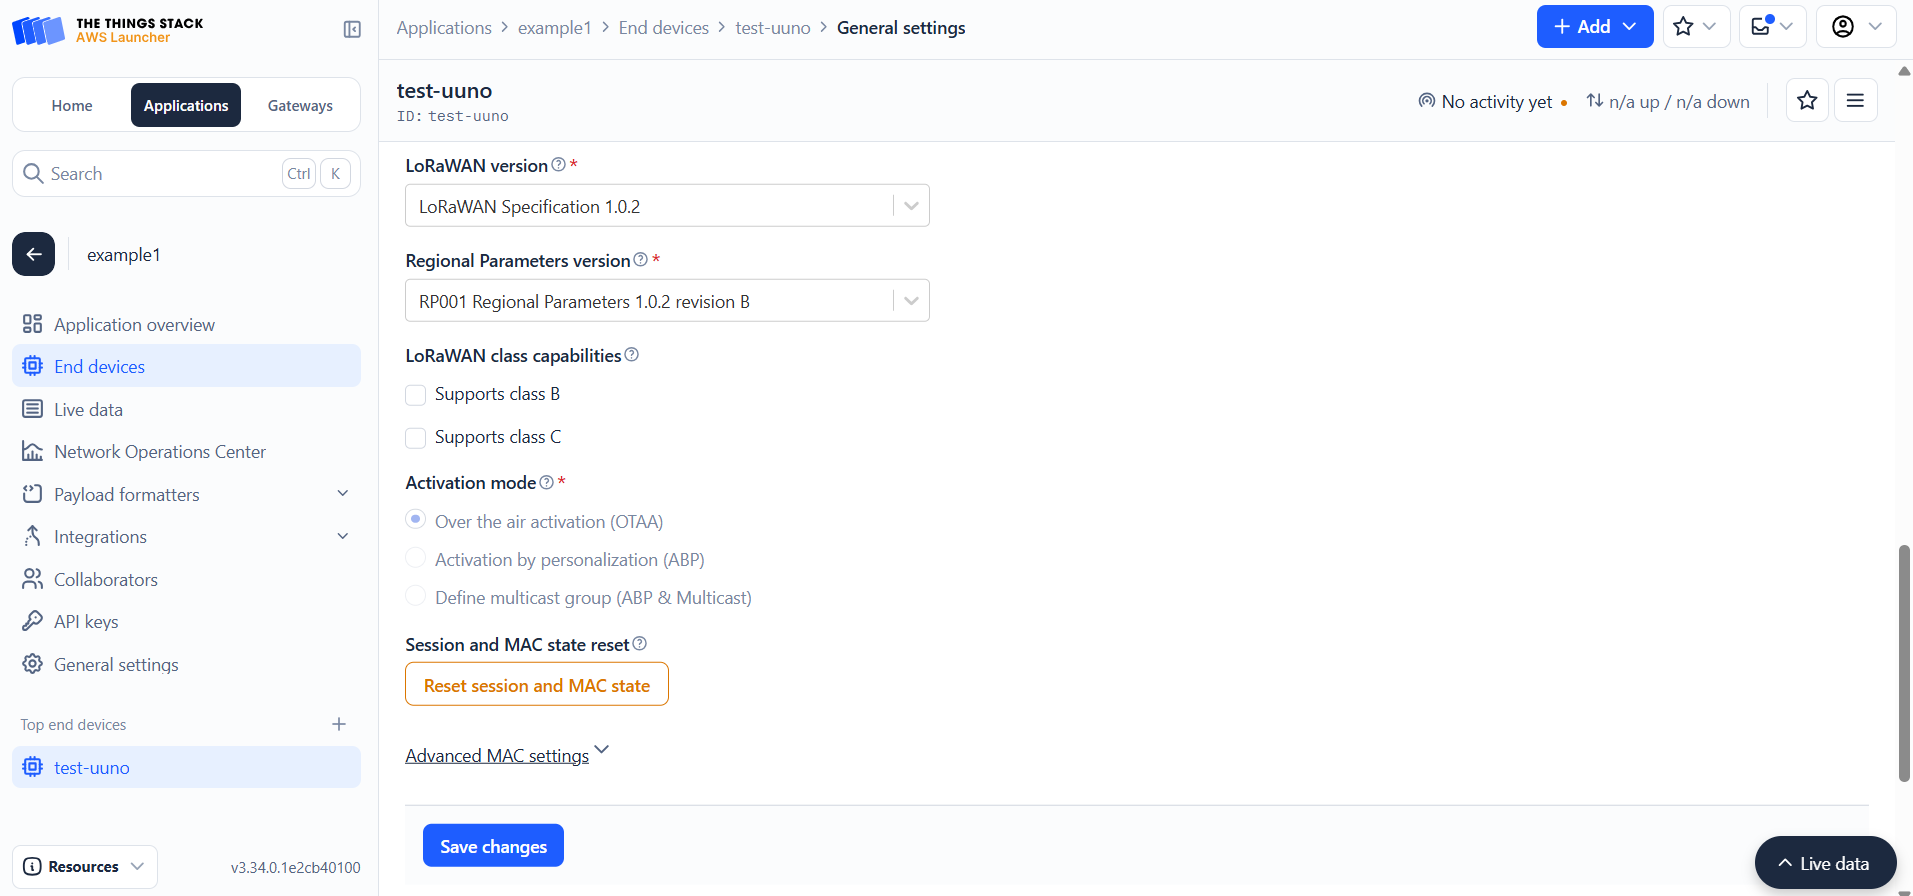 THE THINGS STACK
AWS Launcher
Home
Applications
Gateways
Search
Ctrl
K
example1
Application overview
End devices
Live data
Network Operations Center
Payload formatters
Integrations
Collaborators
API keys
General settings
Top end devices
test-uuno
Resources
v3.34.0.1e2cb40100
Applications > example1 > End devices > test-uuno > General settings
+ Add
test-uuno
ID: test-uuno
No activity yet
n/a up / n/a down
LoRaWAN version *
LoRaWAN Specification 1.0.2
Regional Parameters version *
RP001 Regional Parameters 1.0.2 revision B
LoRaWAN class capabilities
Supports class B
Supports class C
Activation mode *
Over the air activation (OTAA)
Activation by personalization (ABP)
Define multicast group (ABP & Multicast)
Session and MAC state reset
Reset session and MAC state
Advanced MAC settings
Save changes
Live data